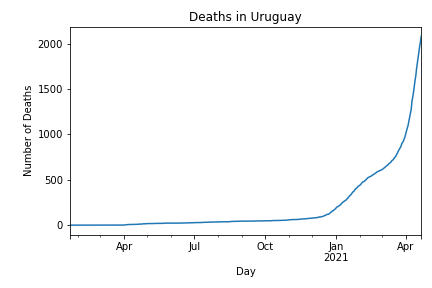 Deaths in Uruguay
Number of Deaths
2000
1500
1000
500
0
Apr
Jul
Oct
Jan
2021
Apr
Day